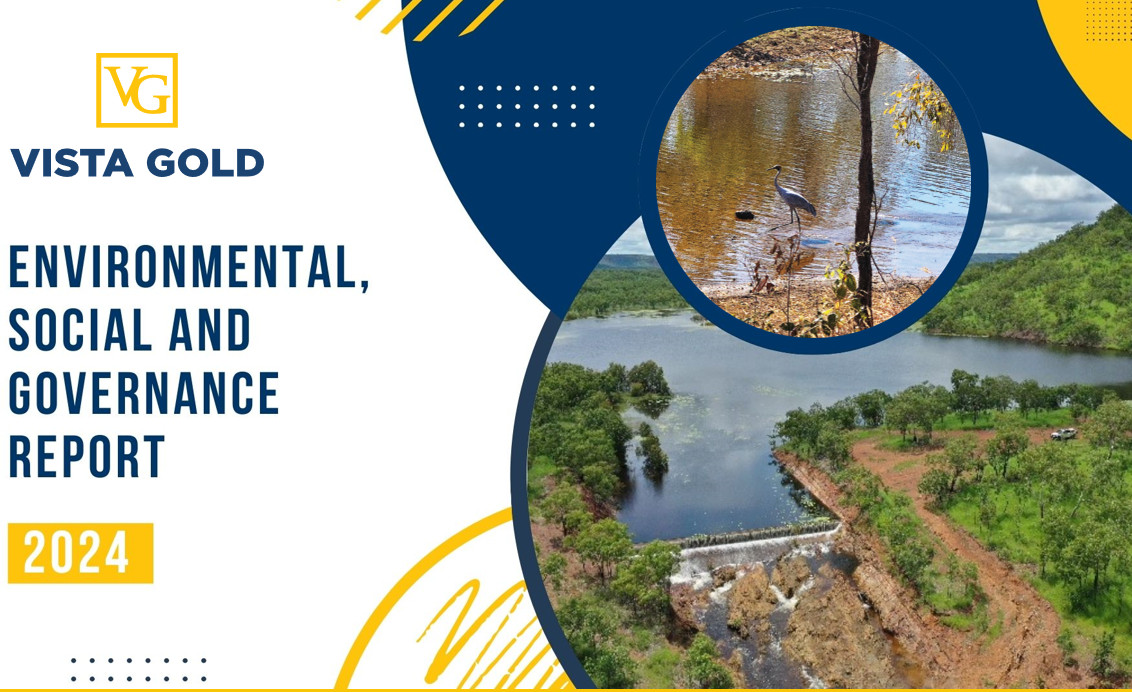 VG
VISTA GOLD
ENVIRONMENTAL,
SOCIAL AND
GOVERNANCE
REPORT
2024